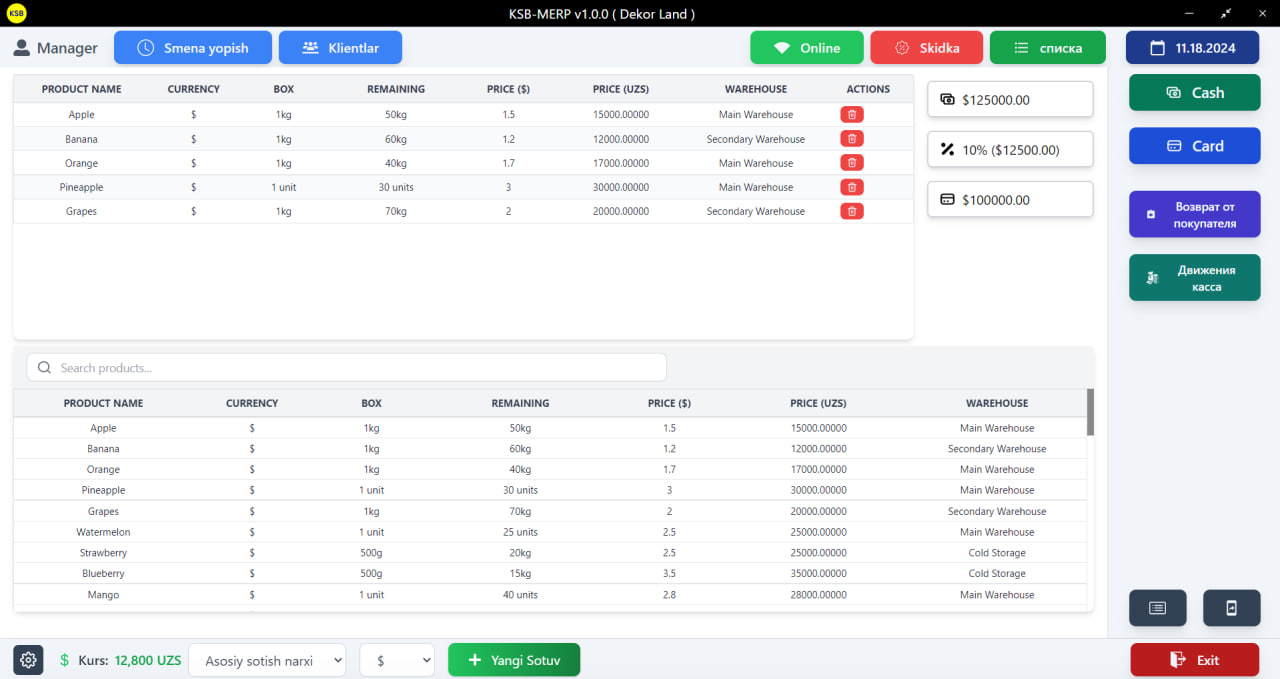 KSB KSB-MERP v1.0.0 ( Dekor Land )
Manager Smena yopish Klientlar Online Skidka списка 11.18.2024
PRODUCT NAME CURRENCY BOX REMAINING PRICE ($) PRICE (UZS) WAREHOUSE ACTIONS
Apple $ 1kg 50kg 1.5 15000.00000 Main Warehouse
Banana $ 1kg 60kg 1.2 12000.00000 Secondary Warehouse
Orange $ 1kg 40kg 1.7 17000.00000 Main Warehouse
Pineapple $ 1 unit 30 units 3 30000.00000 Main Warehouse
Grapes $ 1kg 70kg 2 20000.00000 Secondary Warehouse
$125000.00
10% ($12500.00)
$100000.00
Cash
Card
Возврат от
покупателя
Движения
касса
Search products...
PRODUCT NAME CURRENCY BOX REMAINING PRICE ($) PRICE (UZS) WAREHOUSE
Apple $ 1kg 50kg 1.5 15000.00000 Main Warehouse
Banana $ 1kg 60kg 1.2 12000.00000 Secondary Warehouse
Orange $ 1kg 40kg 1.7 17000.00000 Main Warehouse
Pineapple $ 1 unit 30 units 3 30000.00000 Main Warehouse
Grapes $ 1kg 70kg 2 20000.00000 Secondary Warehouse
Watermelon $ 1 unit 25 units 2.5 25000.00000 Main Warehouse
Strawberry $ 500g 20kg 2.5 25000.00000 Cold Storage
Blueberry $ 500g 15kg 3.5 35000.00000 Cold Storage
Mango $ 1 unit 40 units 2.8 28000.00000 Main Warehouse
$ Kurs: 12,800 UZS Asosiy sotish narxi $ Yangi Sotuv Exit